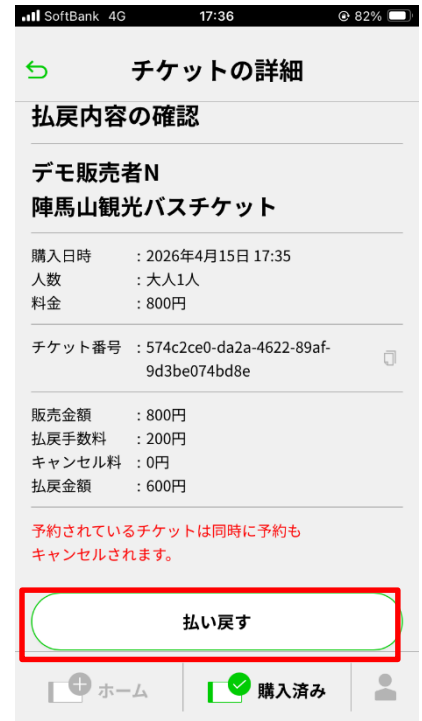 SoftBank 4G 17:36 82%
チケットの詳細
払戻内容の確認
デモ販売者N
陣馬山観光バスチケット
購入日時 : 2026年4月15日 17:35
人数 : 大人1人
料金 : 800円
チケット番号 : 574c2ce0-da2a-4622-89af-
9d3be074bd8e
販売金額 : 800円
払戻手数料 : 200円
キャンセル料 : 0円
払戻金額 : 600円
予約されているチケットは同時に予約も
キャンセルされます。
払い戻す
ホーム 購入済み